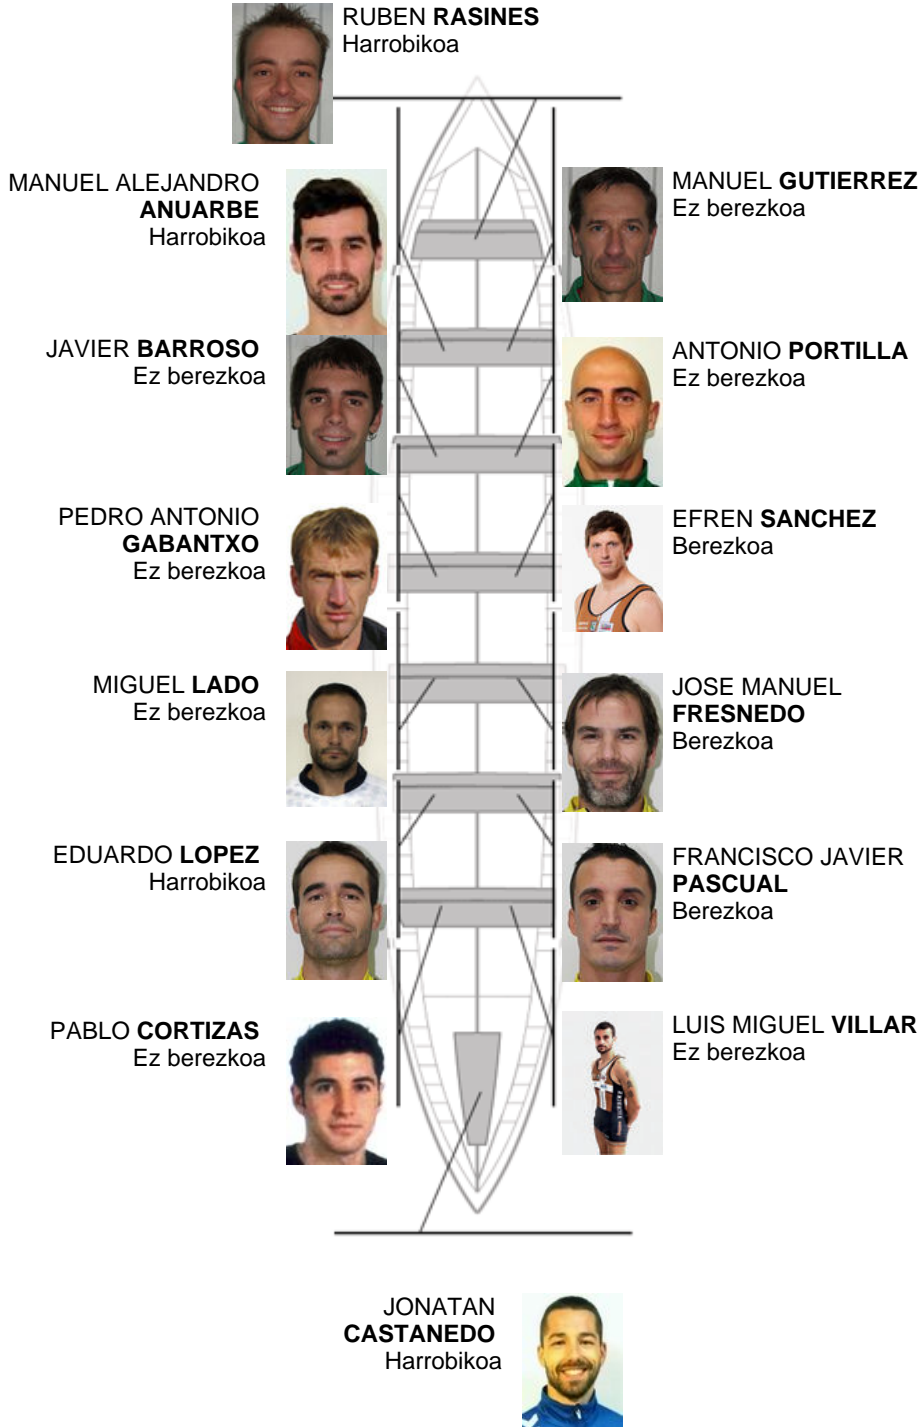 RUBEN RASINES
Harrobikoa
MANUEL ALEJANDRO
ANUARBE
Harrobikoa
MANUEL GUTIERREZ
Ez berezkoa
JAVIER BARROSO
Ez berezkoa
ANTONIO PORTILLA
Ez berezkoa
PEDRO ANTONIO
GABANTXO
Ez berezkoa
EFREN SANCHEZ
Berezkoa
MIGUEL LADO
Ez berezkoa
JOSE MANUEL
FRESNEDO
Berezkoa
EDUARDO LOPEZ
Harrobikoa
FRANCISCO JAVIER
PASCUAL
Berezkoa
PABLO CORTIZAS
Ez berezkoa
LUIS MIGUEL VILLAR
Ez berezkoa
JONATAN
CASTANEDO
Harrobikoa